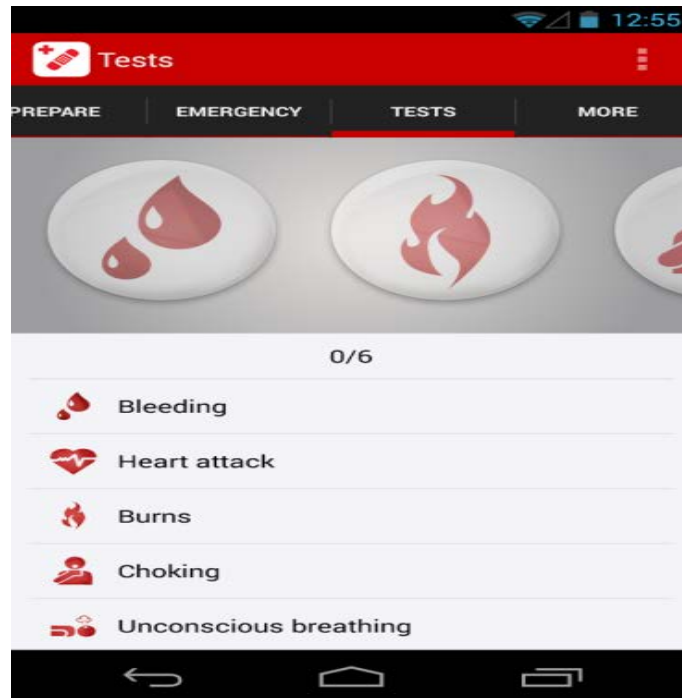 12:55
Tests
PREPARE EMERGENCY TESTS MORE
0/6
Bleeding
Heart attack
Burns
Choking
Unconscious breathing